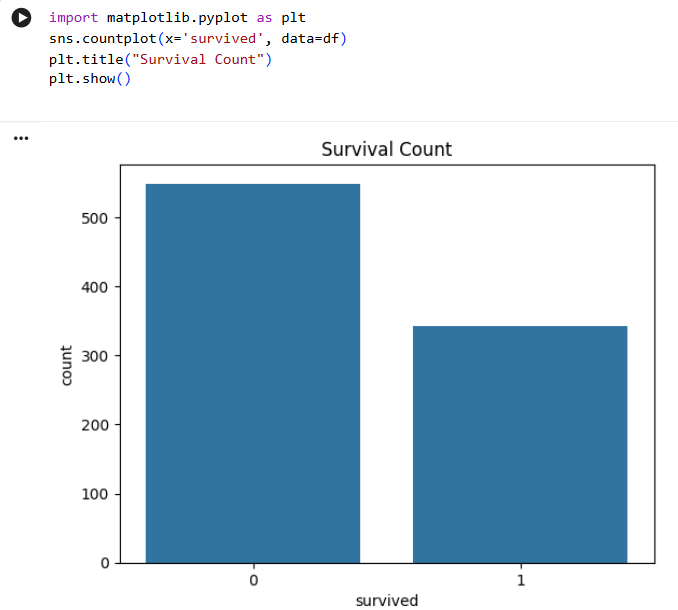 import matplotlib.pyplot as plt
sns.countplot(x='survived', data=df)
plt.title("Survival Count")
plt.show()
...
Survival Count
500
400
300
200
100
0
count
0 1
survived